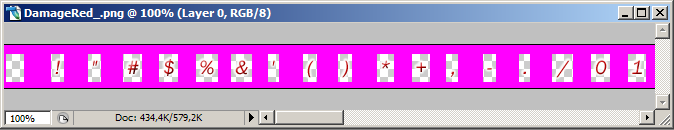 DamageRed_.png @ 100% (Layer 0, RGB/8)
! " # $ % & ' ( ) * + , - . / 0 1
100% Doc: 434,4K/579,2K